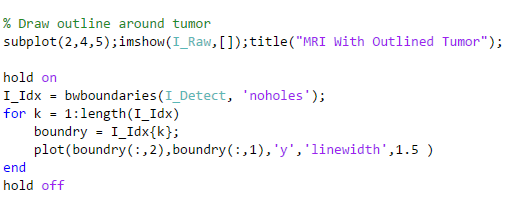 % Draw outline around tumor
subplot(2,4,5);imshow(I_Raw,[]);title("MRI With Outlined Tumor");
hold on
I_Idx = bwboundaries(I_Detect, 'noholes');
for k = 1:length(I_Idx)
boundry = I_Idx{k};
plot(boundry(:,2),boundry(:,1),'y','linewidth',1.5 )
end
hold off